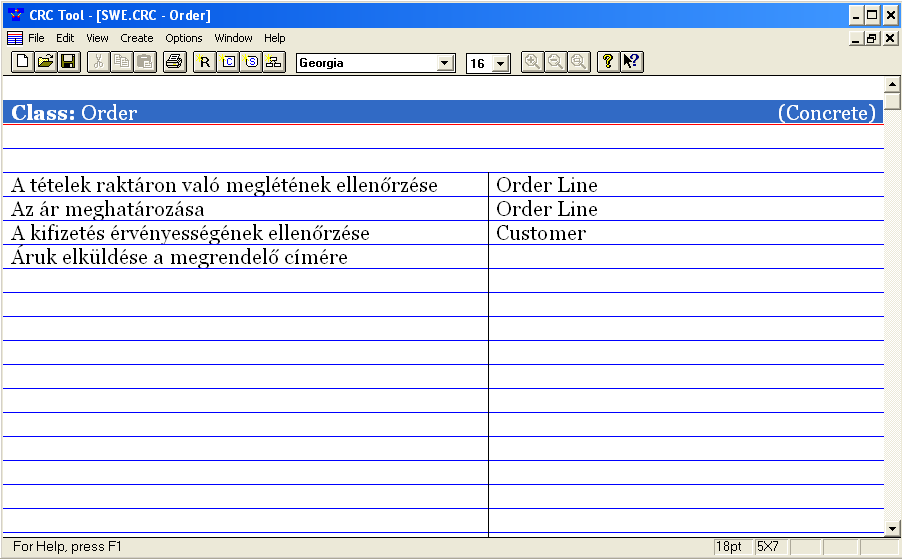 CRC Tool - [SWE.CRC - Order]
File Edit View Create Options Window Help
R C S Georgia 16 ? ?
Class: Order (Concrete)
A tételek raktáron való meglétének ellenőrzése Order Line
Az ár meghatározása Order Line
A kifizetés érvényességének ellenőrzése Customer
Áruk elküldése a megrendelő címére
For Help, press F1 18pt 5X7